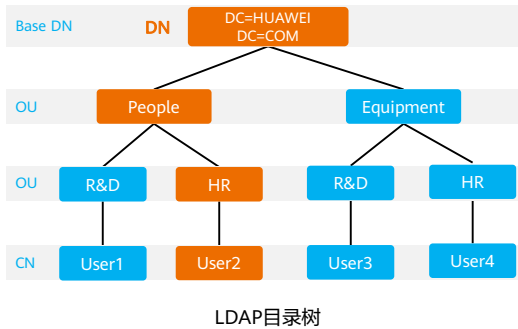 Base DN
DN
DC=HUAWEI
DC=COM
OU
People
Equipment
OU
R&D
HR
R&D
HR
CN
User1
User2
User3
User4
LDAP目录树